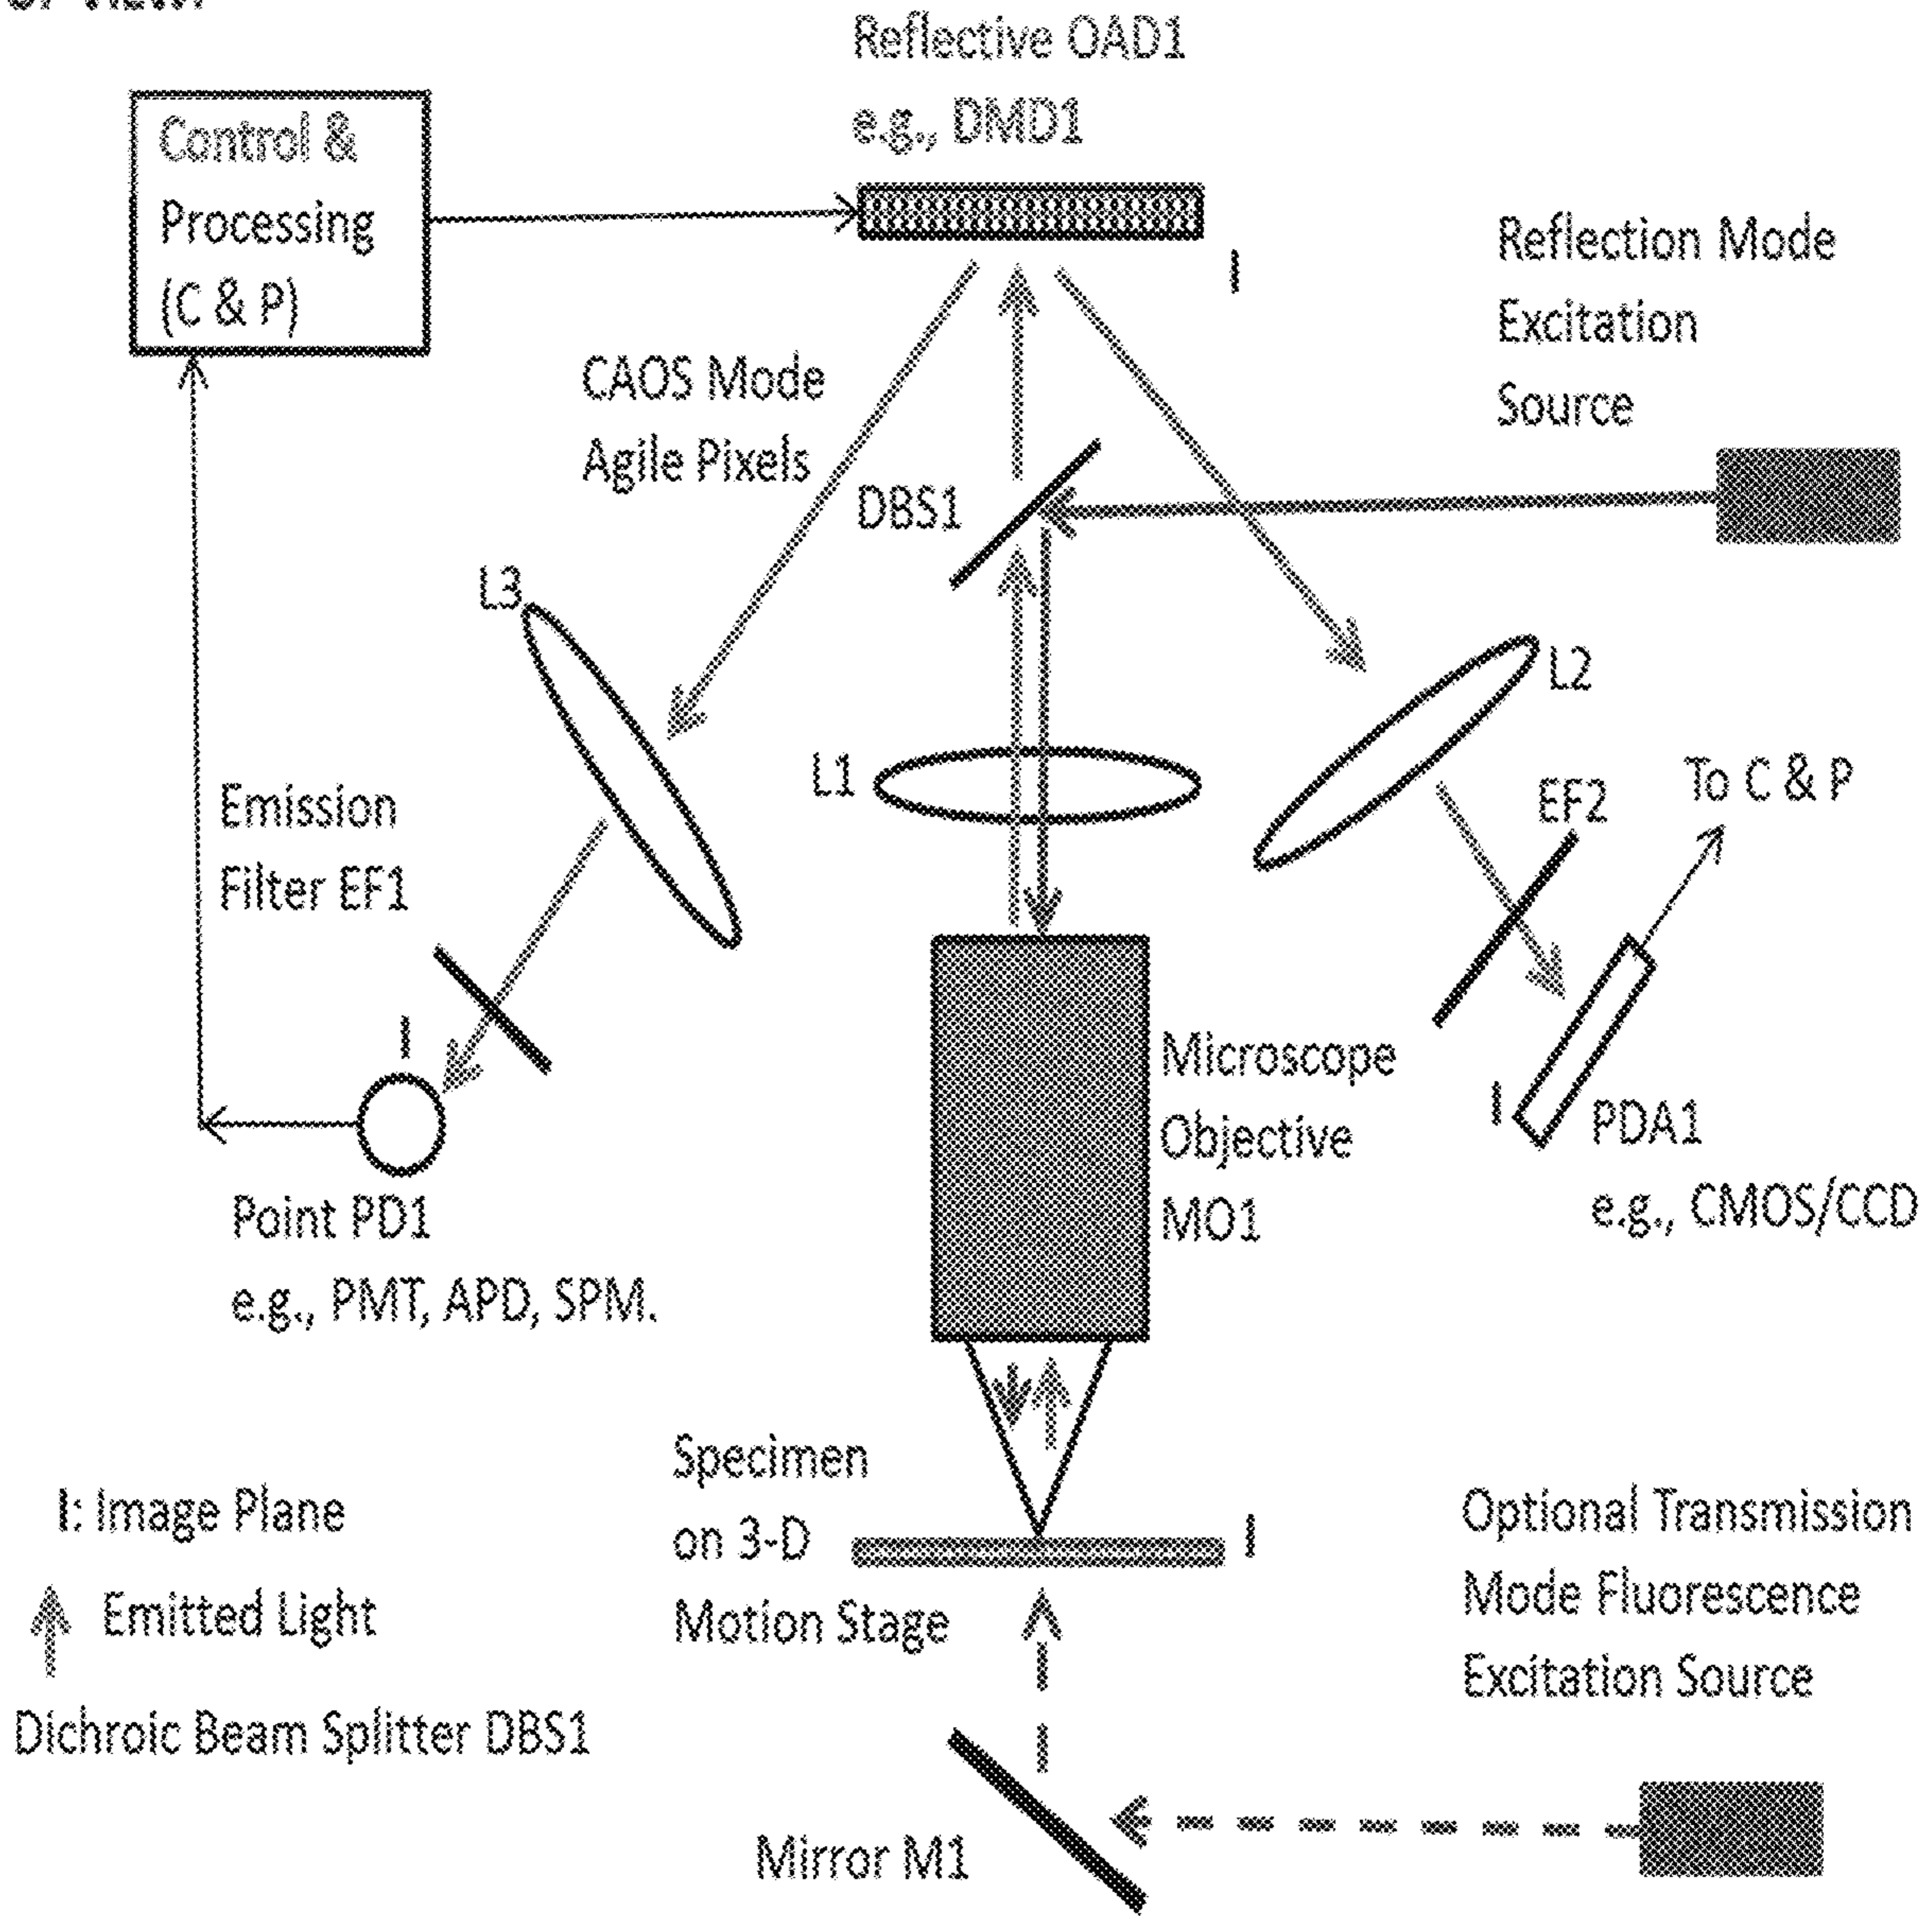 Reflective OAD1
e.g., DMD1
Control &
Processing
(C & P)
I
Reflection Mode
Excitation
Source
CAOS Mode
Agile Pixels
DBS1
L3
L2
L1
To C & P
EF2
Emission
Filter EF1
I
Microscope
Objective
MO1
I
PDA1
e.g., CMOS/CCD
Point PD1
e.g., PMT, APD, SPM.
Specimen
on 3-D
Motion Stage
I
I: Image Plane
Emitted Light
Dichroic Beam Splitter DBS1
Optional Transmission
Mode Fluorescence
Excitation Source
Mirror M1